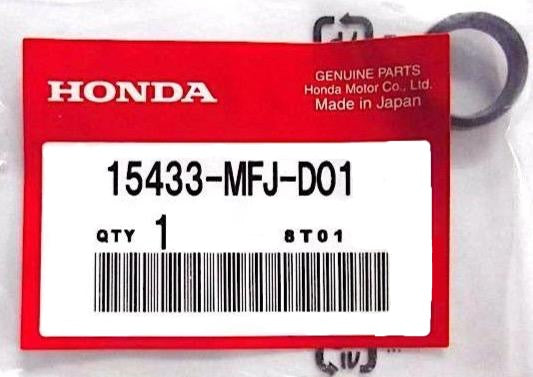 HONDA
GENUINE PARTS
Honda Motor Co., Ltd.
Made in Japan
15433-MFJ-D01
QTY 1 8T01